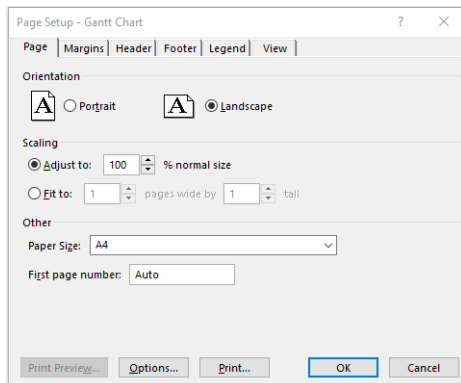 Page Setup - Gantt Chart ? ×
Page Margins Header Footer Legend View
Orientation
A Portrait A Landscape
Scaling
Adjust to: 100 % normal size
Fit to: 1 pages wide by 1 tall
Other
Paper Size: A4
First page number: Auto
Print Preview... Options... Print... OK Cancel